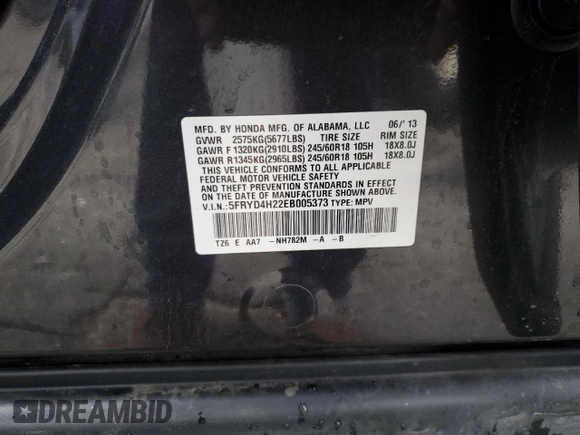 MFD. BY HONDA MFG. OF ALABAMA, LLC 06/'13
GVWR 2575KG(5677LBS) TIRE SIZE RIM SIZE
GAWR F 1320KG(2910LBS) 245/60R18 105H 18X8.0J
GAWR R1345KG(2965LBS) 245/60R18 105H 18X8.0J
THIS VEHICLE CONFORMS TO ALL APPLICABLE
FEDERAL MOTOR VEHICLE SAFETY
AND THEFT PREVENTION STANDARDS IN EFFECT
ON THE DATE OF MANUFACTURE SHOWN ABOVE.
V.I.N.: 5FRYD4H22EB005373 TYPE: MPV
TZ6 E AA7 -NH782M -A -B
DREAMBID